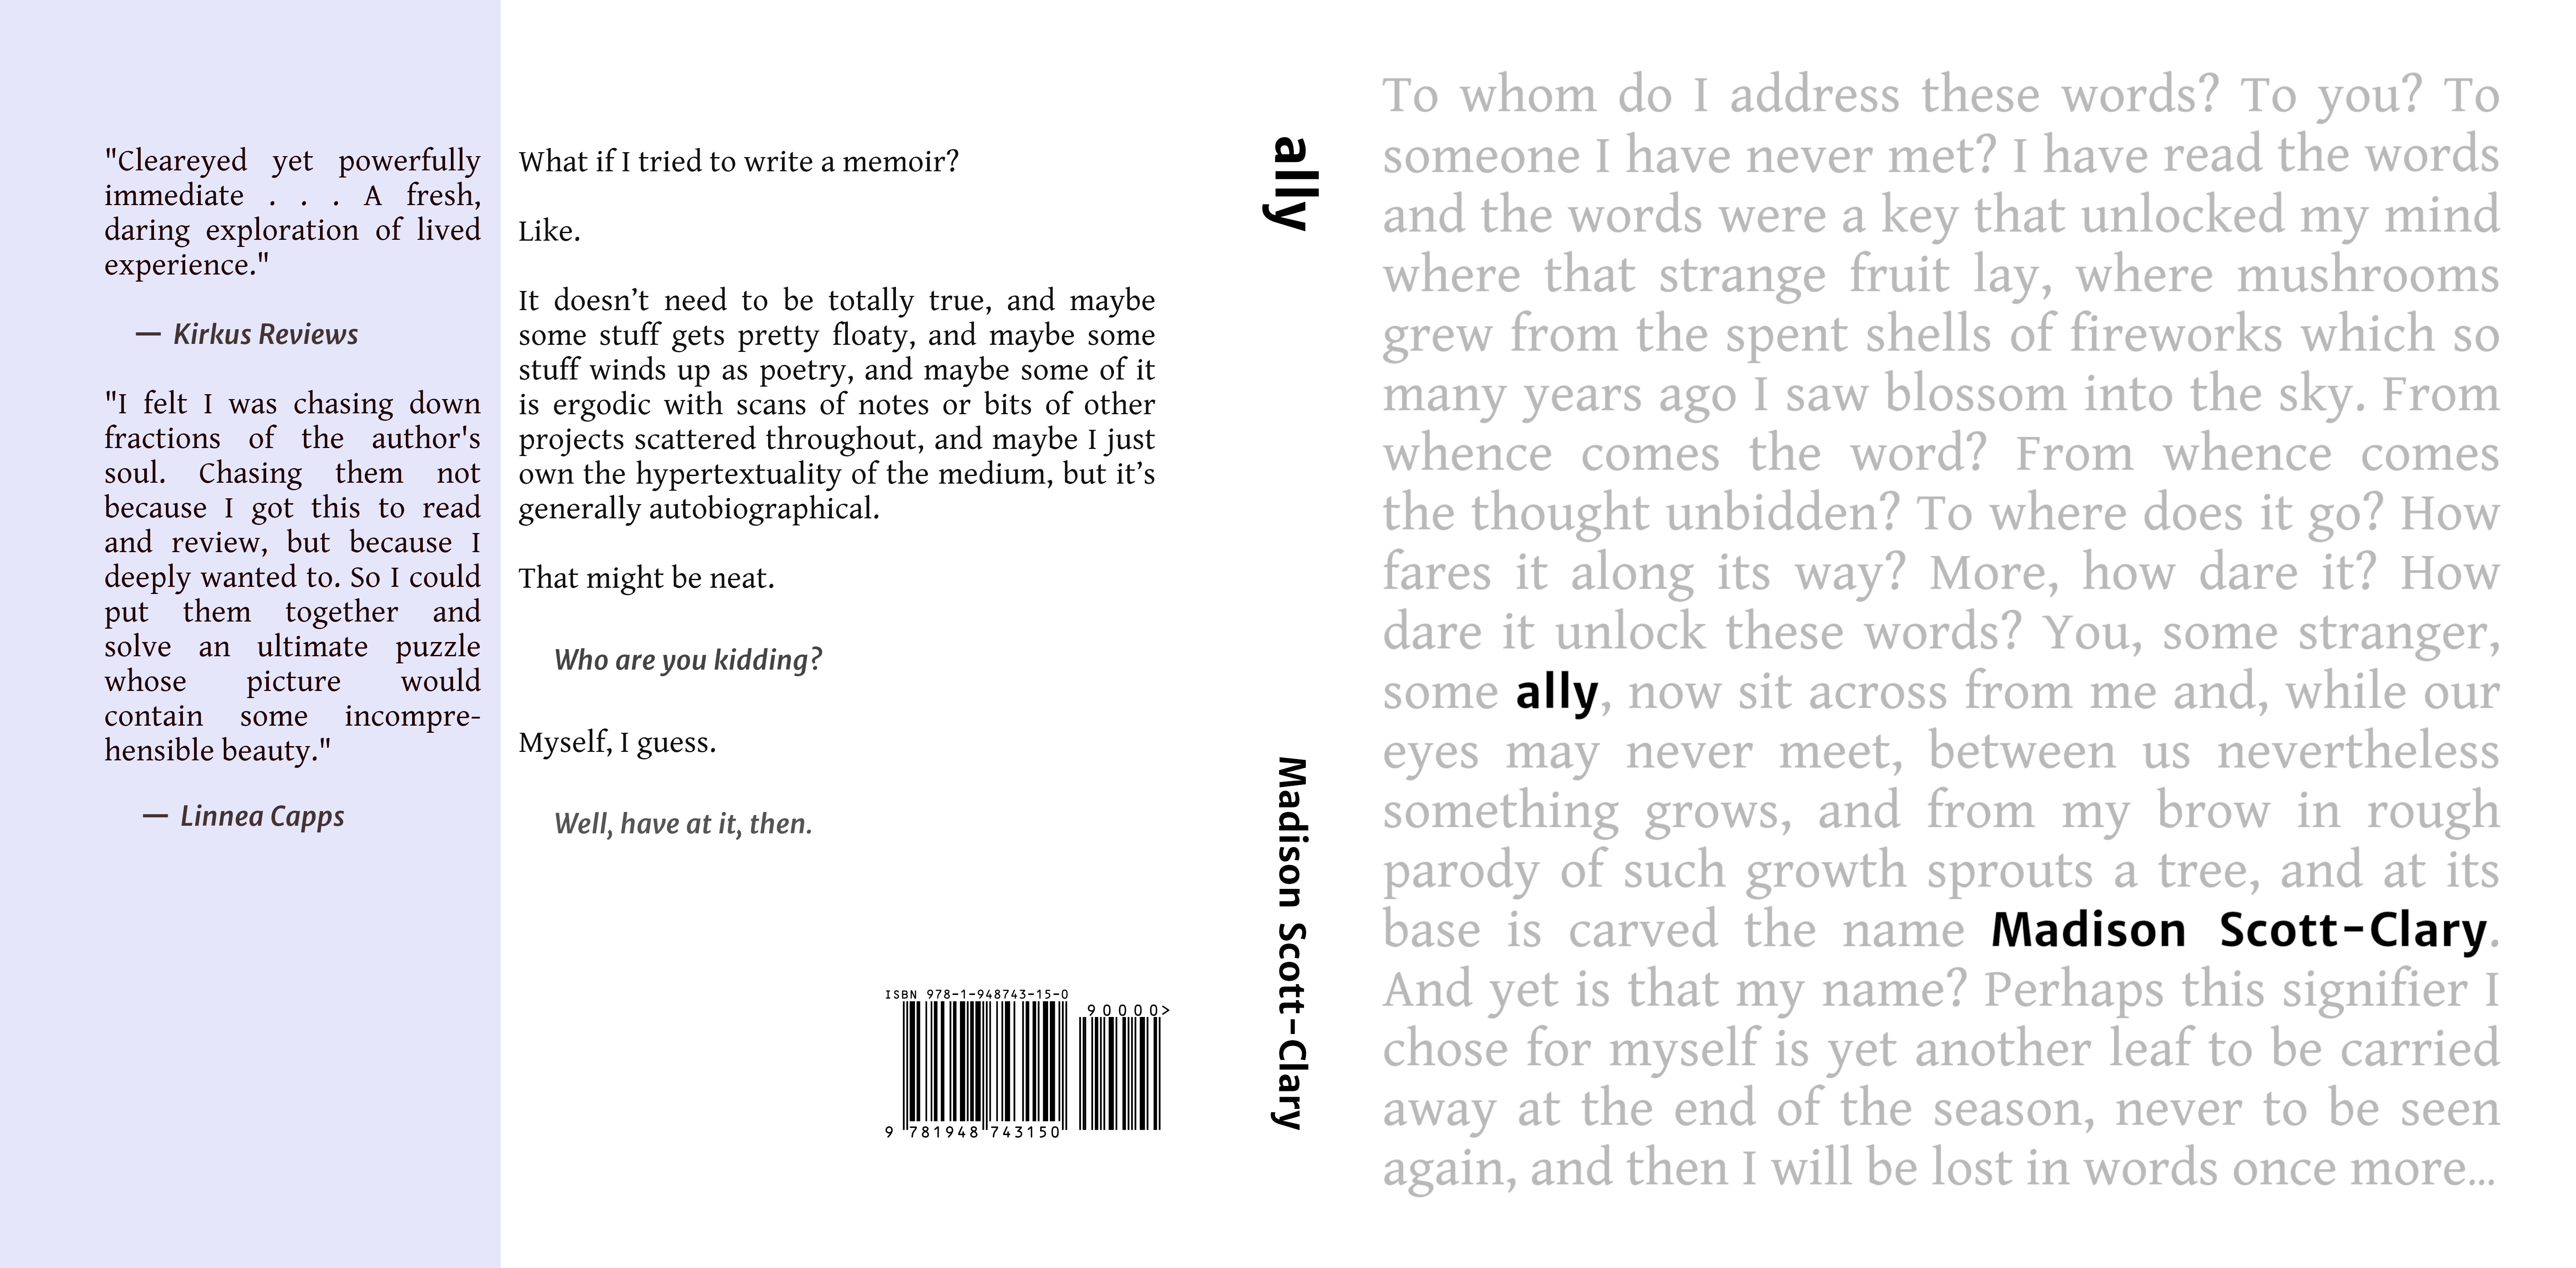 "Cleareyed yet powerfully
immediate . . . A fresh,
daring exploration of lived
experience."
— Kirkus Reviews
"I felt I was chasing down
fractions of the author's
soul. Chasing them not
because I got this to read
and review, but because I
deeply wanted to. So I could
put them together and
solve an ultimate puzzle
whose picture would
contain some incompre-
hensible beauty."
— Linnea Capps
What if I tried to write a memoir?
Like.
It doesn’t need to be totally true, and maybe
some stuff gets pretty floaty, and maybe some
stuff winds up as poetry, and maybe some of it
is ergodic with scans of notes or bits of other
projects scattered throughout, and maybe I just
own the hypertextuality of the medium, but it’s
generally autobiographical.
That might be neat.
Who are you kidding?
Myself, I guess.
Well, have at it, then.
ISBN 978-1-948743-15-0
90000>
9 781948 743150
ally
Madison Scott-Clary
To whom do I address these words? To you? To
someone I have never met? I have read the words
and the words were a key that unlocked my mind
where that strange fruit lay, where mushrooms
grew from the spent shells of fireworks which so
many years ago I saw blossom into the sky. From
whence comes the word? From whence comes
the thought unbidden? To where does it go? How
fares it along its way? More, how dare it? How
dare it unlock these words? You, some stranger,
some ally, now sit across from me and, while our
eyes may never meet, between us nevertheless
something grows, and from my brow in rough
parody of such growth sprouts a tree, and at its
base is carved the name Madison Scott-Clary.
And yet is that my name? Perhaps this signifier I
chose for myself is yet another leaf to be carried
away at the end of the season, never to be seen
again, and then I will be lost in words once more...